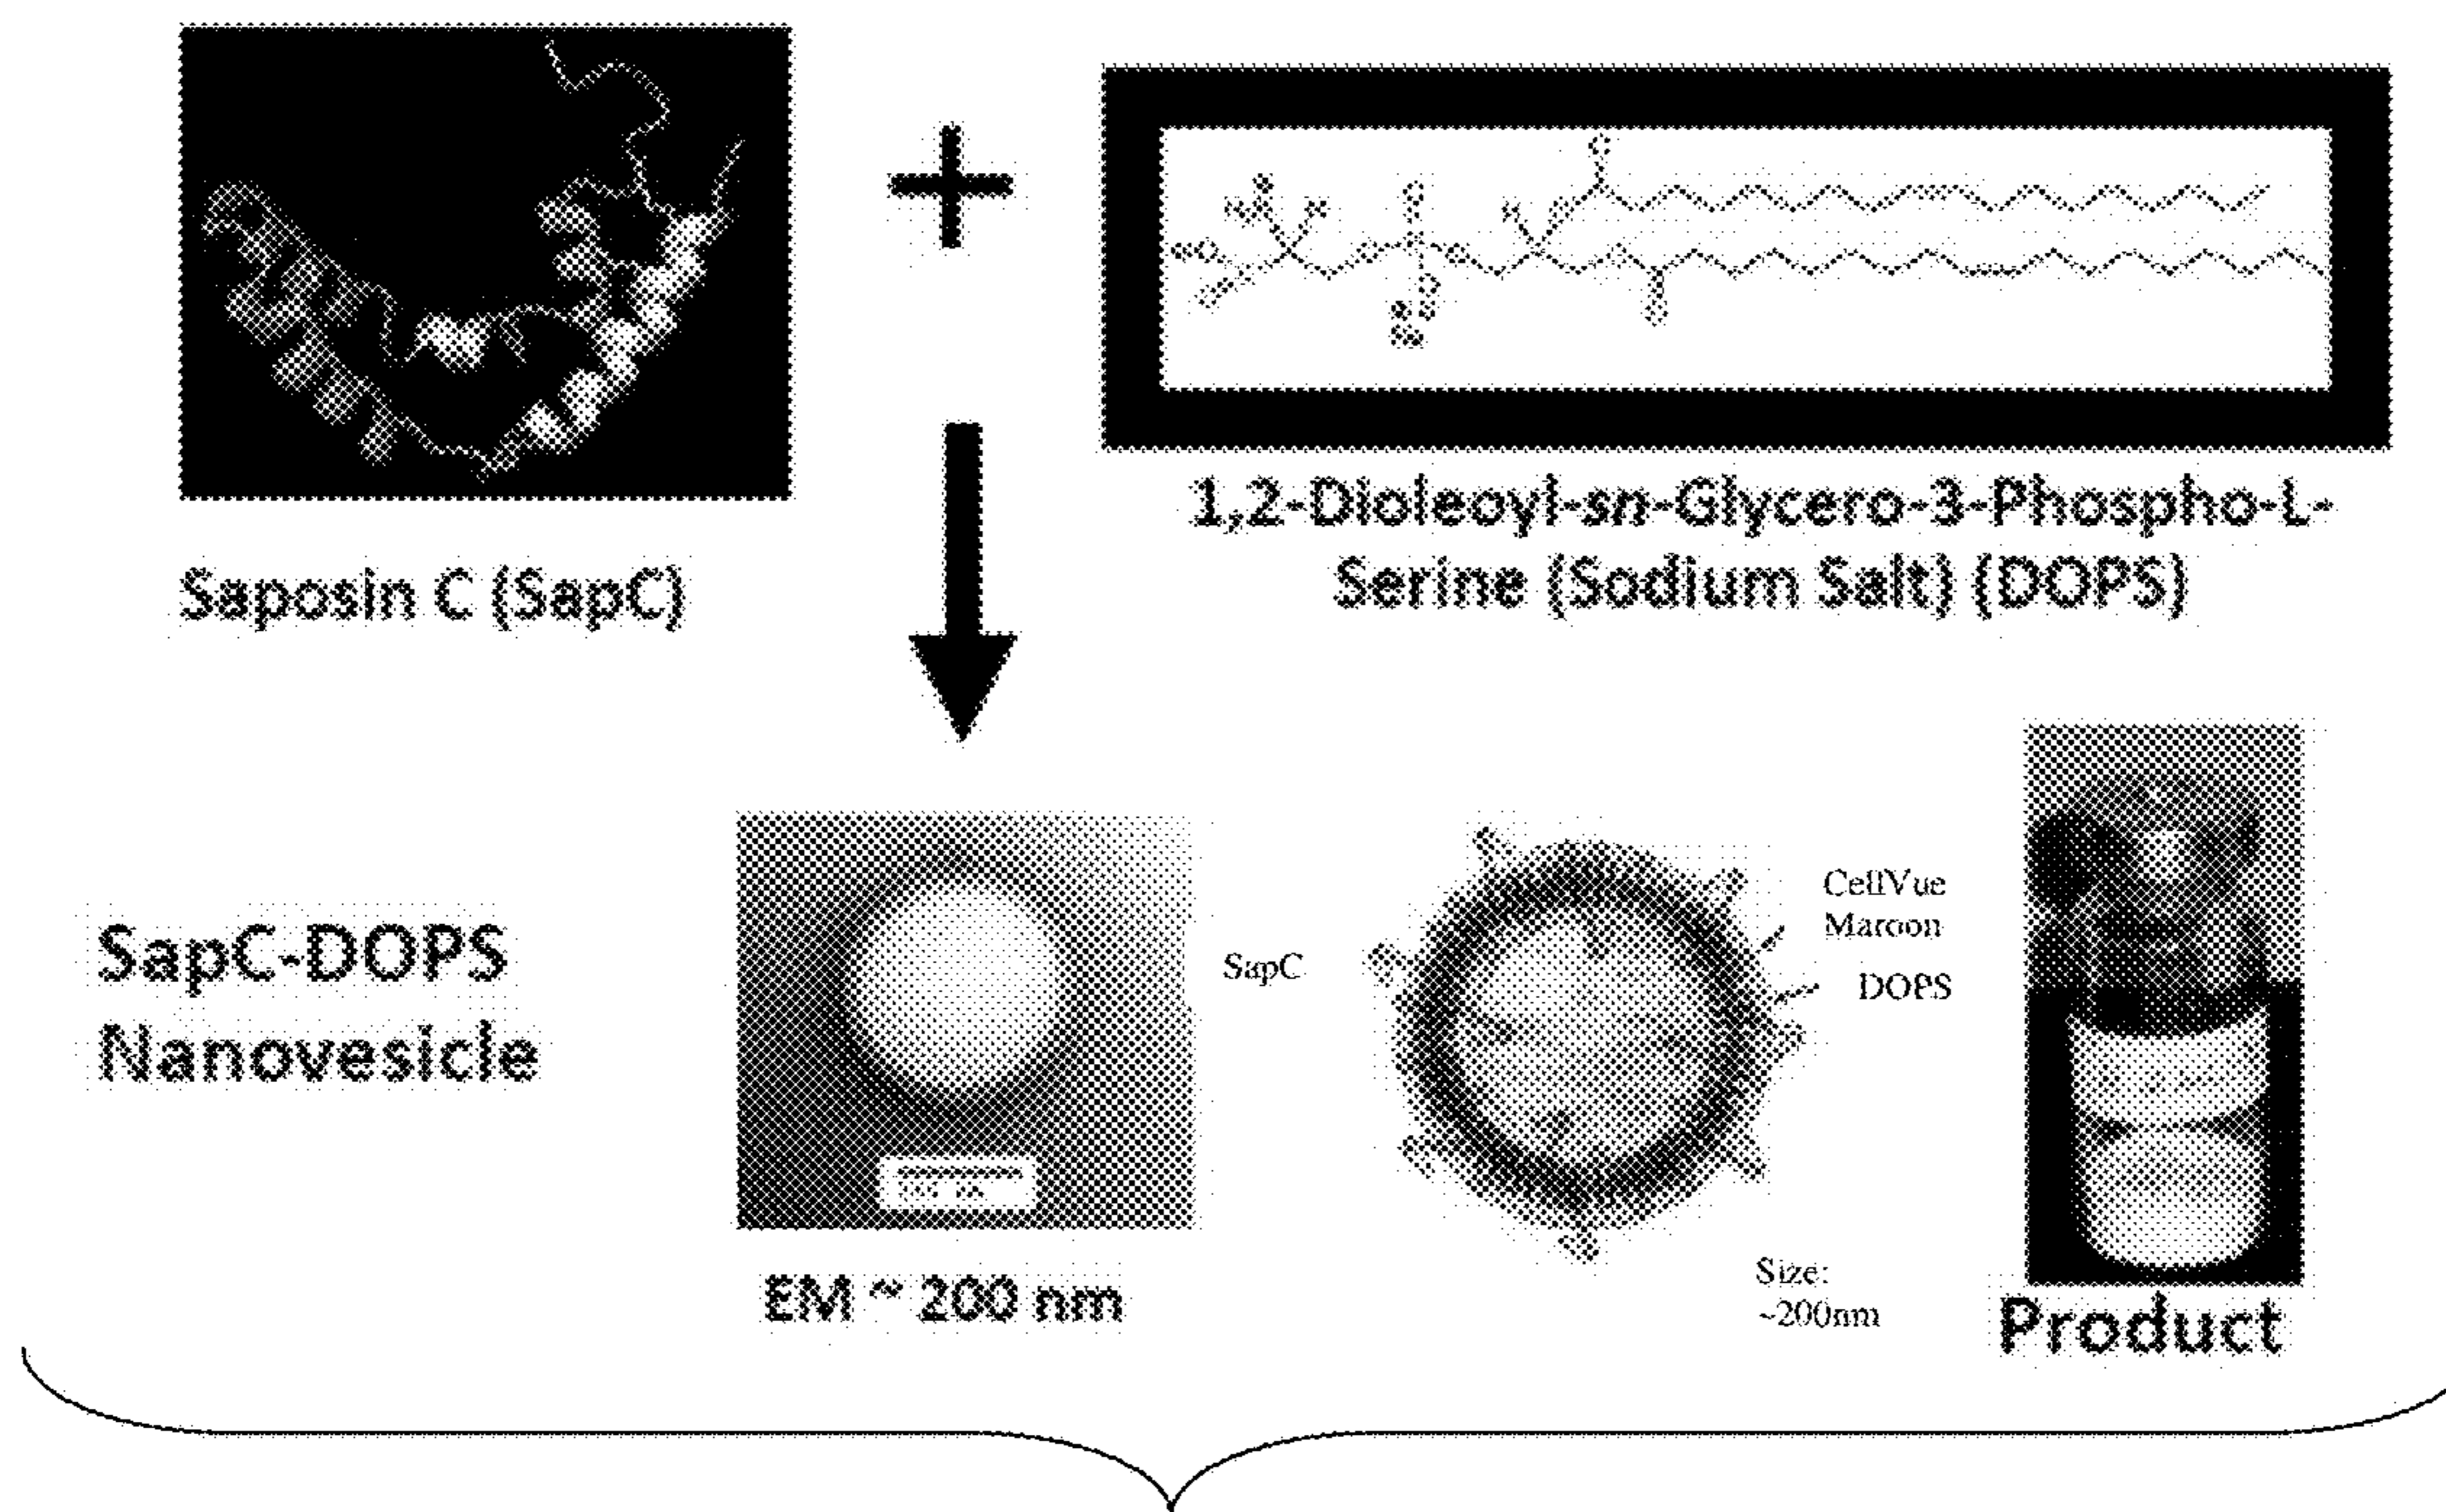 Saposin C (SapC)
1,2-Dioleoyl-sn-Glycero-3-Phospho-L-
Serine (Sodium Salt) (DOPS)
SapC-DOPS
Nanovesicle
EM ~ 200 nm
SapC
CellVue
Maroon
DOPS
Size:
~200nm
Product